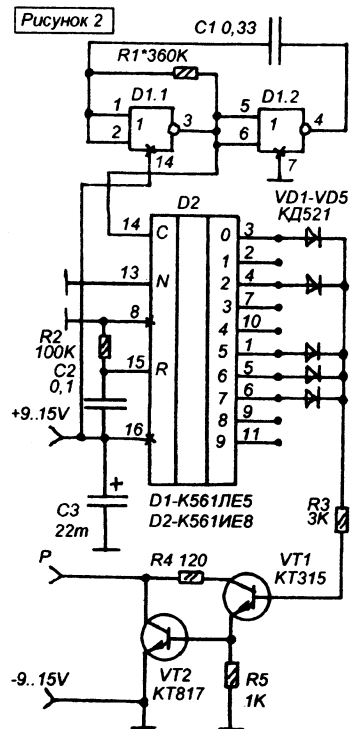 Рисунок 2
C1 0,33
R1*360K
D1.1
D1.2
1
2
1
3
14
5
6
1
4
7
VD1-VD5
КД521
D2
14
C
0
3
1
2
13
N
2
4
3
7
8
4
10
R2
100K
5
1
15
R
6
5
C2
0,1
7
6
+9..15V
16
8
9
9
11
C3
22m
+
D1-К561ЛЕ5
D2-К561ИЕ8
R3
3K
P
R4 120
VT1
КТ315
VT2
КТ817
R5
1K
-9..15V